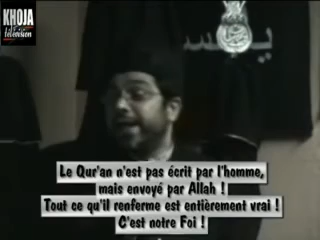 KHOJA
television
Le Qur'an n'est pas écrit par l'homme,
mais envoyé par Allah !
Tout ce qu'il renferme est entièrement vrai !
C'est notre Foi !